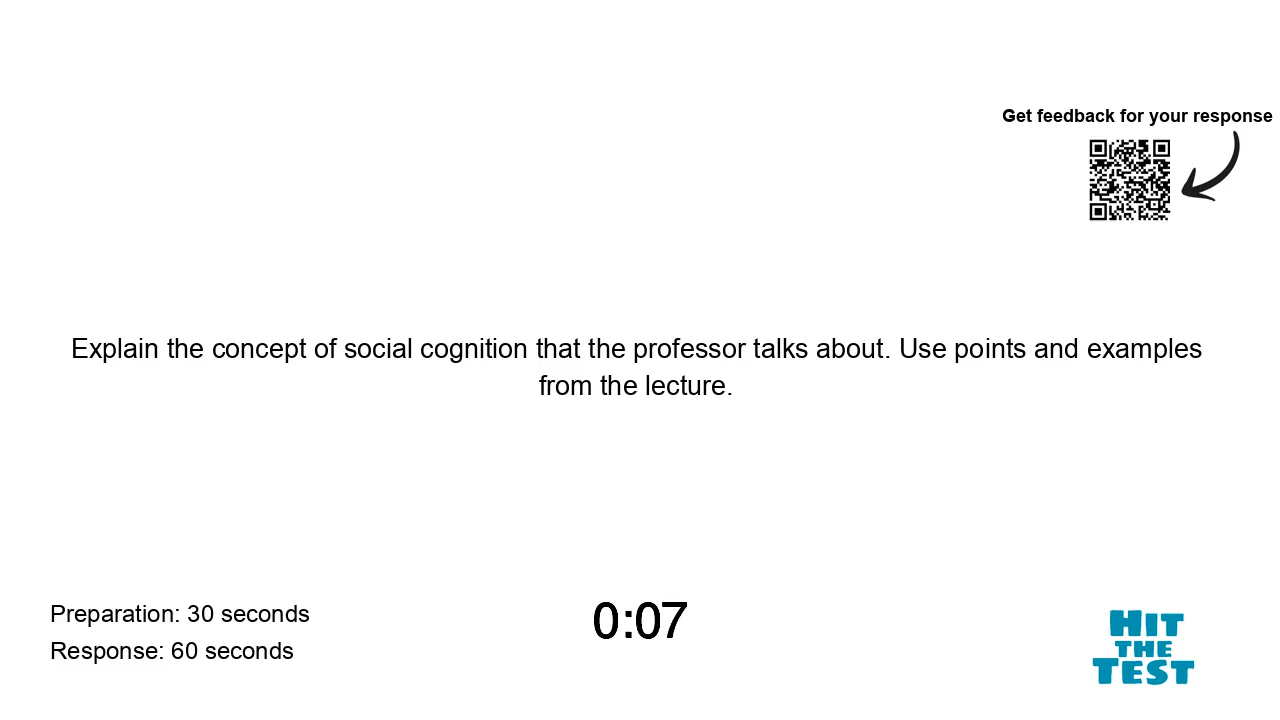 Get feedback for your response
Explain the concept of social cognition that the professor talks about. Use points and examples
from the lecture.
Preparation: 30 seconds
Response: 60 seconds
0:07
HIT
THE
TEST